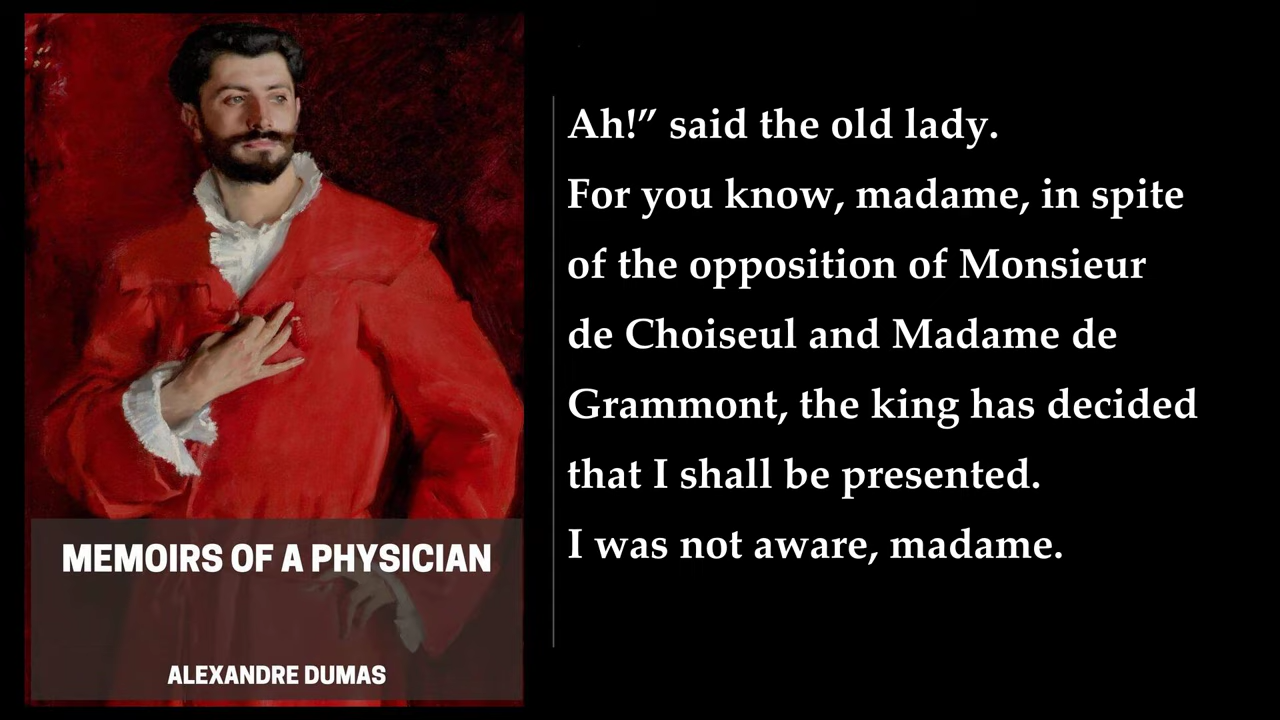 MEMOIRS OF A PHYSICIAN
ALEXANDRE DUMAS
Ah!” said the old lady.
For you know, madame, in spite
of the opposition of Monsieur
de Choiseul and Madame de
Grammont, the king has decided
that I shall be presented.
I was not aware, madame.